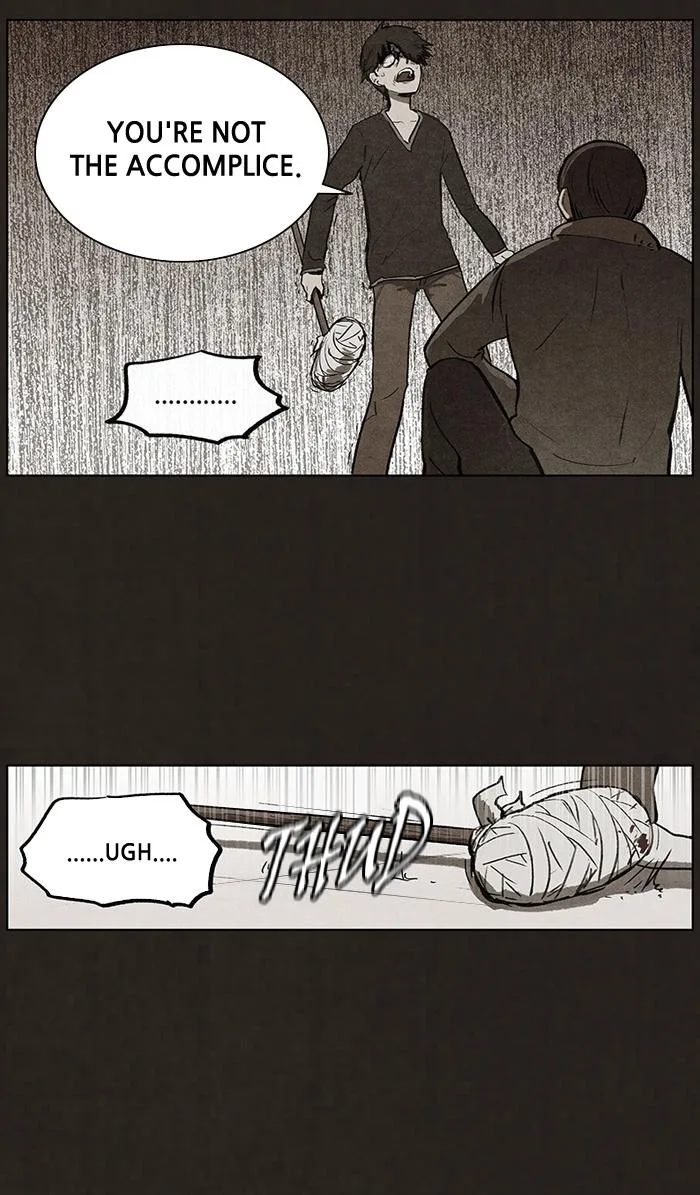 YOU'RE NOT
THE ACCOMPLICE.
............
......UGH....
THUD